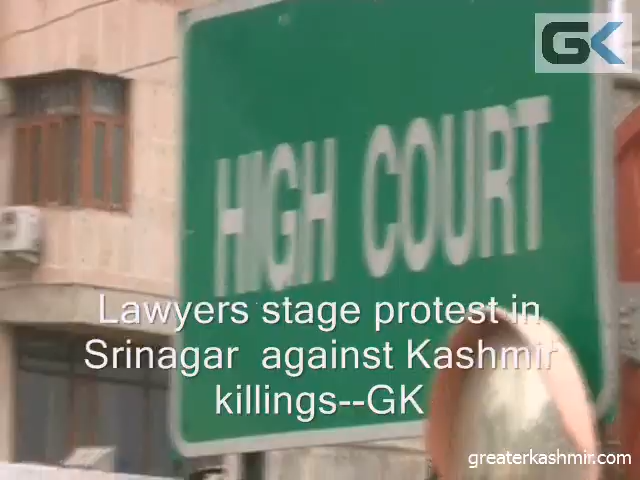 GK
HIGH COURT
Lawyers stage protest in
Srinagar against Kashmir
killings--GK
greaterkashmir.com